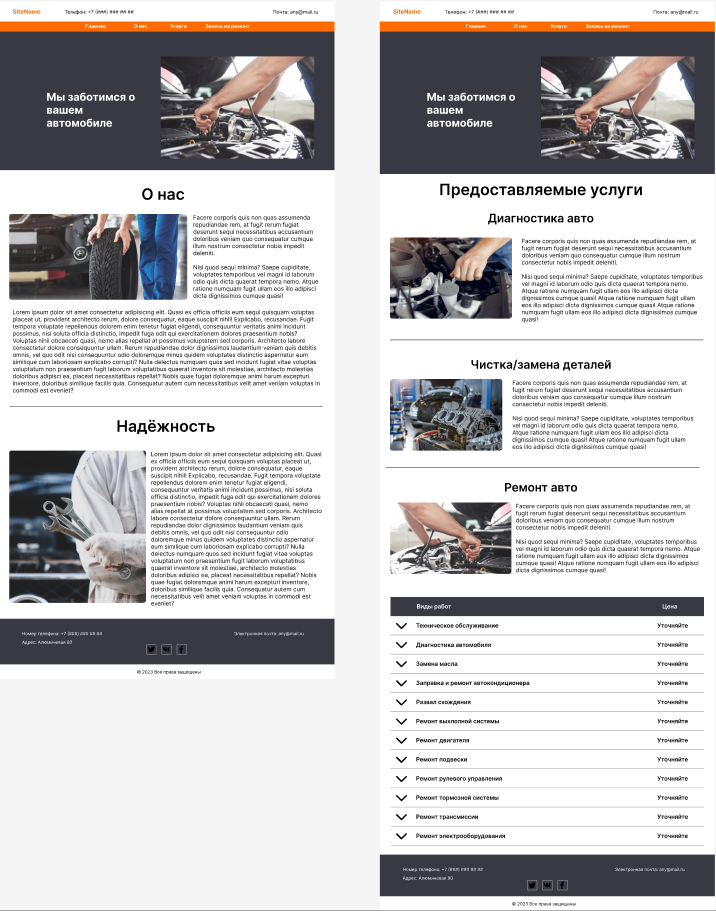 SiteName Телефон: +7 (###) ### ## ## Почта: any@mail.ru
Главная О нас Услуги Запись на ремонт
Мы заботимся о
вашем
автомобиле
О нас
Facere corporis quis non quas assumenda
repudiandae rem, at fugit rerum fugiat
deserunt sequi necessitatibus accusantium
doloribus veniam quo consequatur cumque
illum nostrum consectetur nobis impedit
deleniti.
Nisi quod sequi minima? Saepe cupiditate,
voluptates temporibus vel magni id laborum
odio quis dicta quaerat tempora nemo. Atque
ratione numquam fugit ullam eos illo adipisci
dicta dignissimos cumque quasi!
Lorem ipsum dolor sit amet consectetur adipisicing elit. Quasi ex officia officiis eum sequi quisquam voluptas
placeat ut, provident architecto rerum, dolore consequatur, eaque suscipit nihil! Explicabo, recusandae. Fugit
tempora voluptate repellendus dolorem enim tenetur fugiat eligendi, consequuntur veritatis animi incidunt
possimus, nisi soluta officia distinctio, impedit fuga odit qui exercitationem dolores praesentium nobis?
Voluptas nihil obcaecati quasi, nemo alias repellat at possimus voluptatem sed corporis. Architecto labore
consectetur dolore consequuntur ullam. Rerum repudiandae dolor dignissimos laudantium veniam quis debitis
omnis, vel quo odit nisi consequuntur odio doloremque minus quidem voluptates distinctio aspernatur eum
similique cum laboriosam explicabo corrupti? Nulla delectus numquam quos sed incidunt fugiat vitae voluptas
voluptatum non praesentium fugit laborum voluptatibus quaerat inventore sit molestiae, architecto molestias
doloribus adipisci ea, placeat necessitatibus repellat? Nobis quae fugiat doloremque animi harum excepturi
inventore, doloribus similique facilis quia. Consequatur autem cum necessitatibus velit amet veniam voluptas in
commodi est eveniet?
Надёжность
Lorem ipsum dolor sit amet consectetur adipisicing elit. Quasi
ex officia officiis eum sequi quisquam voluptas placeat ut,
provident architecto rerum, dolore consequatur, eaque
suscipit nihil! Explicabo, recusandae. Fugit tempora voluptate
repellendus dolorem enim tenetur fugiat eligendi,
consequuntur veritatis animi incidunt possimus, nisi soluta
officia distinctio, impedit fuga odit qui exercitationem dolores
praesentium nobis? Voluptas nihil obcaecati quasi, nemo
alias repellat at possimus voluptatem sed corporis. Architecto
labore consectetur dolore consequuntur ullam. Rerum
repudiandae dolor dignissimos laudantium veniam quis
debitis omnis, vel quo odit nisi consequuntur odio
doloremque minus quidem voluptates distinctio aspernatur
eum similique cum laboriosam explicabo corrupti? Nulla
delectus numquam quos sed incidunt fugiat vitae voluptas
voluptatum non praesentium fugit laborum voluptatibus
quaerat inventore sit molestiae, architecto molestias
doloribus adipisci se, placeat necessitatibus repellat? Nobis
quae fugiat doloremque animi harum excepturi inventore,
doloribus similique facilis quia. Consequatur autem cum
necessitatibus velit amet veniam voluptas in commodi est
eveniet?
Номер телефона: +7 (###) ### ## ## Электронная почта: any@mail.ru
Адрес: Алюминевая 80
© 2023 Все права защищены
SiteName Телефон: +7 (###) ### ## ## Почта: any@mail.ru
Главная О нас Услуги Запись на ремонт
Мы заботимся о
вашем
автомобиле
Предоставляемые услуги
Диагностика авто
Facere corporis quis non quas assumenda repudiandae rem, at
fugit rerum fugiat deserunt sequi necessitatibus accusantium
doloribus veniam quo consequatur cumque illum nostrum
consectetur nobis impedit deleniti.
Nisi quod sequi minima? Saepe cupiditate, voluptates temporibus
vel magni id laborum odio quis dicta quaerat tempora nemo.
Atque ratione numquam fugit ullam eos illo adipisci dicta
dignissimos cumque quasi! Atque ratione numquam fugit ullam
eos illo adipisci dicta dignissimos cumque quasi! dignissimos
cumque quasi!
Чистка/замена деталей
Facere corporis quis non quas assumenda repudiandae rem, at
fugit rerum fugiat deserunt sequi necessitatibus accusantium
doloribus veniam quo consequatur cumque illum nostrum
consectetur nobis impedit deleniti.
Nisi quod sequi minima? Saepe cupiditate, voluptates temporibus
vel magni id laborum odio quis dicta quaerat tempora nemo.
Atque ratione numquam fugit ullam eos illo adipisci dicta
dignissimos cumque quasi! Atque ratione numquam fugit ullam
eos illo adipisci dicta dignissimos cumque quasi!
Ремонт авто
Facere corporis quis non quas assumenda repudiandae rem, at
fugit rerum fugiat deserunt sequi necessitatibus accusantium
doloribus veniam quo consequatur cumque illum nostrum
consectetur nobis impedit deleniti.
Nisi quod sequi minima? Saepe cupiditate, voluptates temporibus
vel magni id laborum odio quis dicta quaerat tempora nemo. Atque
ratione numquam fugit ullam eos illo adipisci dicta dignissimos
cumque quasi! dicta dignissimos cumque quasi!
Виды работ Цена
Техническое обслуживание Уточняйте
Диагностика автомобиля Уточняйте
Замена масла Уточняйте
Заправка и ремонт автокондиционера Уточняйте
Развал схождения Уточняйте
Ремонт выхлопной системы Уточняйте
Ремонт двигателя Уточняйте
Ремонт подвески Уточняйте
Ремонт рулевого управления Уточняйте
Ремонт тормозной системы Уточняйте
Ремонт трансмиссии Уточняйте
Ремонт электрооборудования Уточняйте
Номер телефона: +7 (###) ### ## ## Электронная почта: any@mail.ru
Адрес: Алюминевая 80
© 2023 Все права защищены